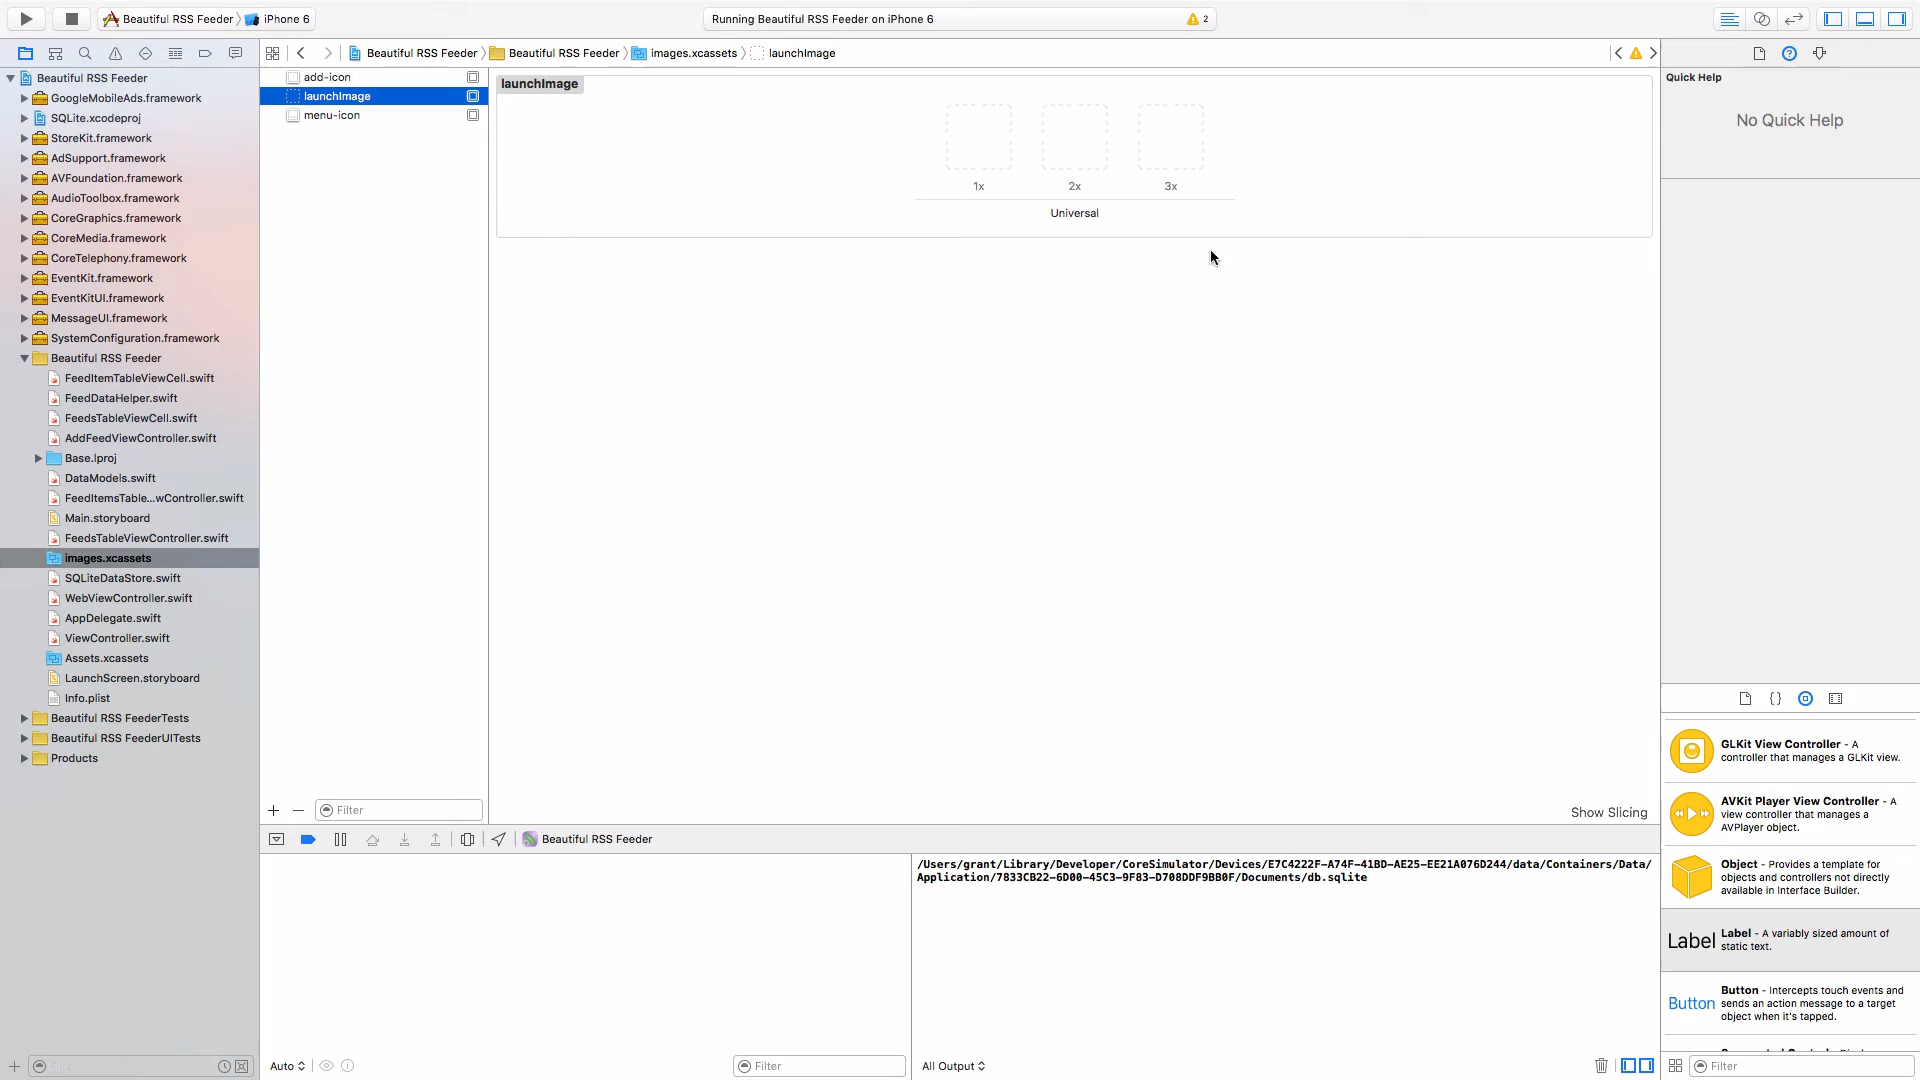 Beautiful RSS Feeder
iPhone 6
Running Beautiful RSS Feeder on iPhone 6
2
Beautiful RSS Feeder
Beautiful RSS Feeder
images.xcassets
launchImage
Beautiful RSS Feeder
GoogleMobileAds.framework
SQLite.xcodeproj
StoreKit.framework
AdSupport.framework
AVFoundation.framework
AudioToolbox.framework
CoreGraphics.framework
CoreMedia.framework
CoreTelephony.framework
EventKit.framework
EventKitUI.framework
MessageUI.framework
SystemConfiguration.framework
Beautiful RSS Feeder
FeedItemTableViewCell.swift
FeedDataHelper.swift
FeedsTableViewCell.swift
AddFeedViewController.swift
Base.lproj
DataModels.swift
FeedItemsTable...wController.swift
Main.storyboard
FeedsTableViewController.swift
images.xcassets
SQLiteDataStore.swift
WebViewController.swift
AppDelegate.swift
ViewController.swift
Assets.xcassets
LaunchScreen.storyboard
Info.plist
Beautiful RSS FeederTests
Beautiful RSS FeederUITests
Products
Filter
add-icon
launchImage
menu-icon
Filter
launchImage
1x
2x
3x
Universal
Show Slicing
Beautiful RSS Feeder
/Users/grant/Library/Developer/CoreSimulator/Devices/E7C4222F-A74F-41BD-AE25-EE21A076D244/data/Containers/Data/
Application/7833CB22-6D00-45C3-9F83-D708DDF9BB0F/Documents/db.sqlite
Auto
Filter
All Output
Quick Help
No Quick Help
{}
GLKit View Controller - A
controller that manages a GLKit view.
AVKit Player View Controller - A
view controller that manages a
AVPlayer object.
Object - Provides a template for
objects and controllers not directly
available in Interface Builder.
Label
Label - A variably sized amount of
static text.
Button
Button - Intercepts touch events and
sends an action message to a target
object when it's tapped.
Filter